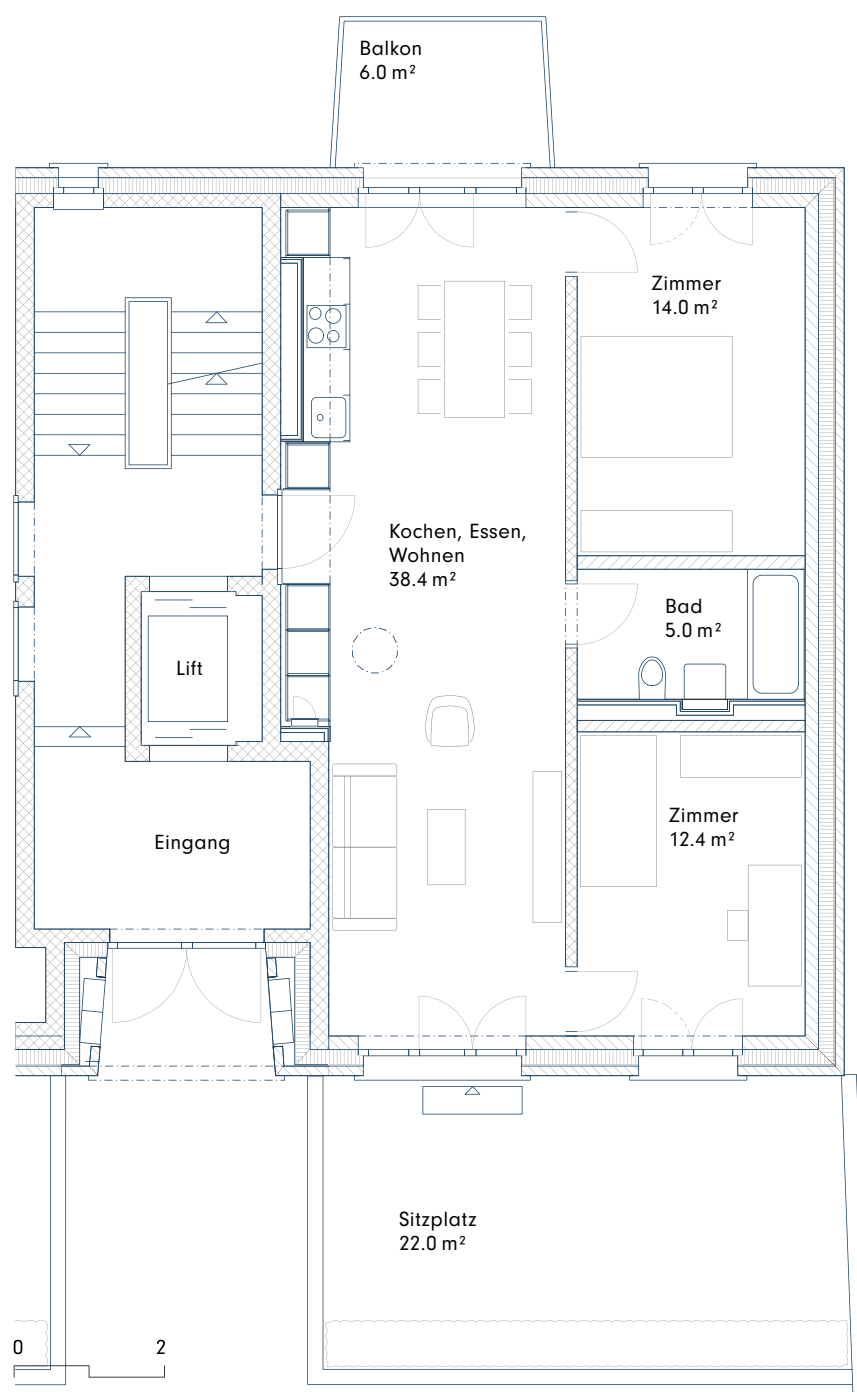 Balkon
6.0 m²
Zimmer
14.0 m²
Kochen, Essen,
Wohnen
38.4 m²
Bad
5.0 m²
Lift
Zimmer
12.4 m²
Eingang
Sitzplatz
22.0 m²
0 2